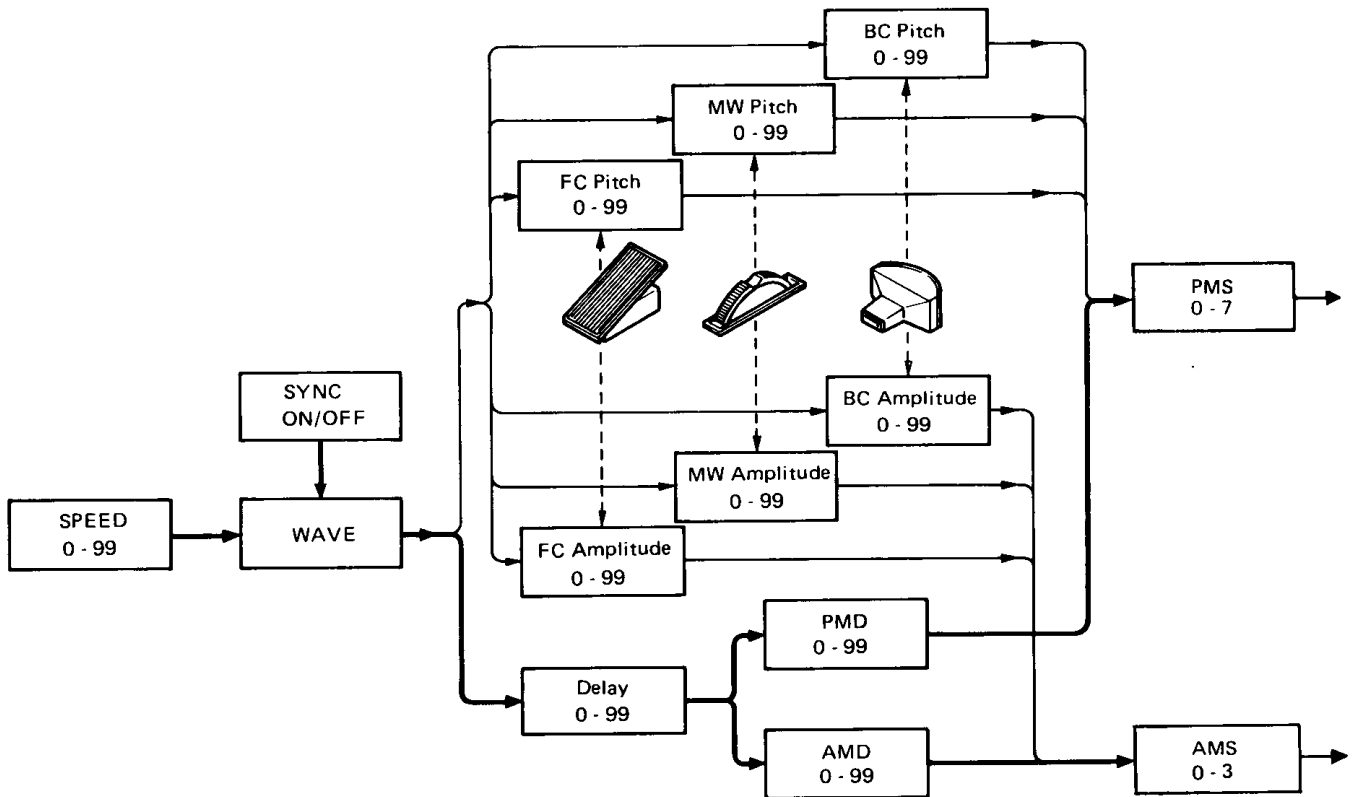 BC Pitch
0 - 99
MW Pitch
0 - 99
FC Pitch
0 - 99
PMS
0 - 7
SYNC
ON/OFF
BC Amplitude
0 - 99
MW Amplitude
0 - 99
SPEED
0 - 99
WAVE
FC Amplitude
0 - 99
PMD
0 - 99
Delay
0 - 99
AMD
0 - 99
AMS
0 - 3